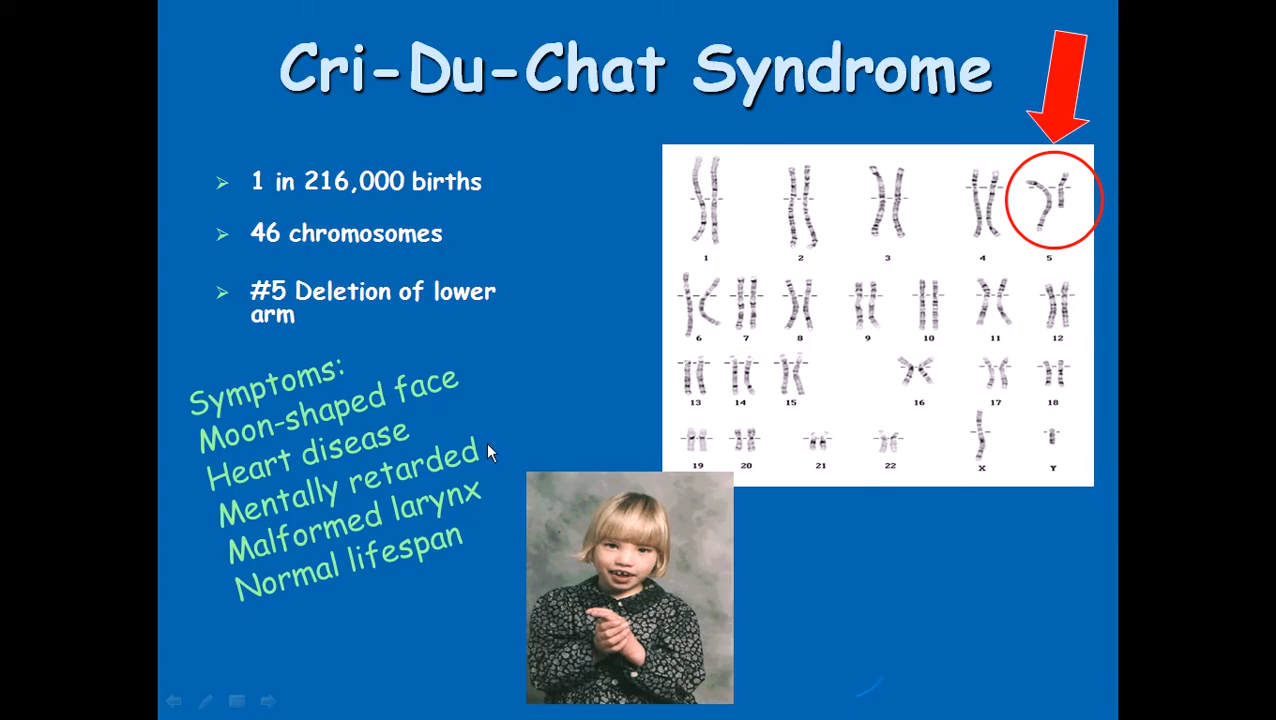 Cri-Du-Chat Syndrome
1 in 216,000 births
46 chromosomes
#5 Deletion of lower
arm
Symptoms:
Moon-shaped face
Heart disease
Mentally retarded
Malformed larynx
Normal lifespan
1 2 3 4 5
6 7 8 9 10 11 12
13 14 15 16 17 18
19 20 21 22 X Y